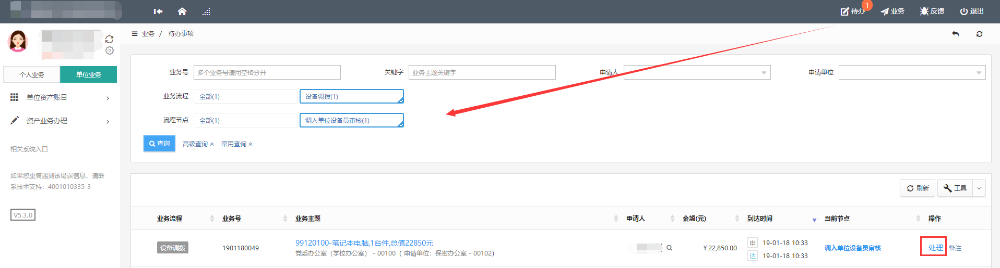 待办 1 业务 反馈 退出
业务 / 待办事项
个人业务 单位业务
单位资产账目
资产业务办理
相关系统入口
如果您重复遇到该错误信息，请联
系技术支持：4001010335-3
V5.3.0
业务号 多个业务号请用空格分开 关键字 业务主题关键字 申请人 申请单位
业务流程 全部(1) 设备调拨(1)
流程节点 全部(1) 调入单位设备员审核(1)
查询 高级查询 常用查询
刷新 工具
业务流程 业务号 业务主题 申请人 金额(元) 到达时间 当前节点 操作
设备调拨 1901180049 99120100-笔记本电脑,1台件,总值22850元 ¥22,850.00 申 19-01-18 10:33 调入单位设备员审核 处理 备注
党委办公室（学校办公室） - 00100（ 申请单位：保密办公室 - 00102） 达 19-01-18 10:33